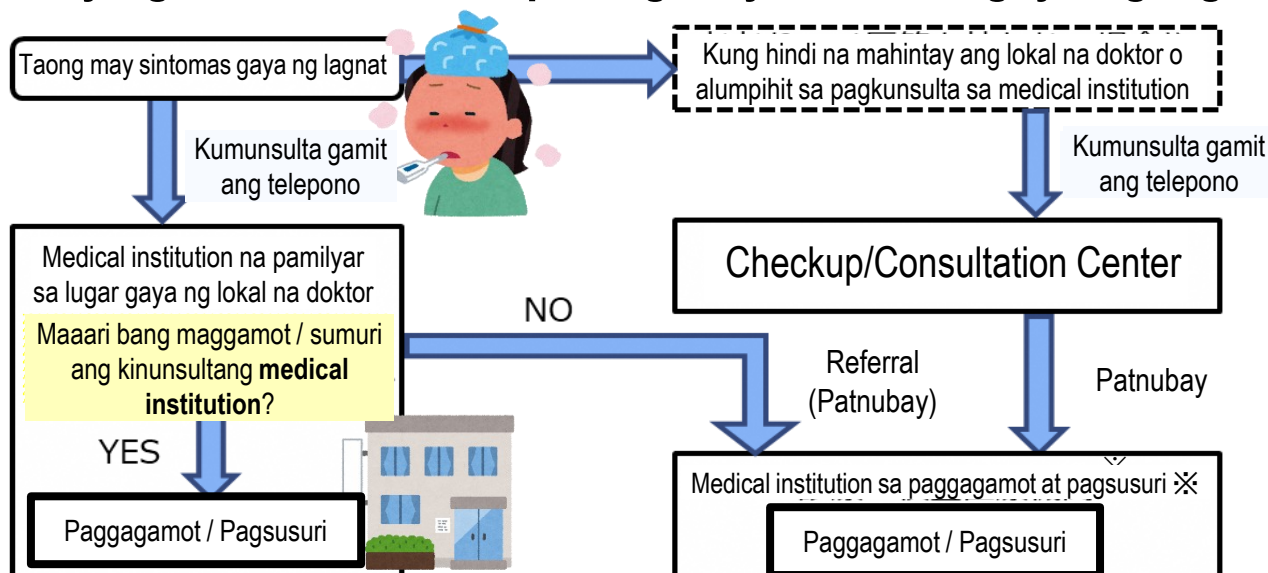 Taong may sintomas gaya ng lagnat
Kung hindi na mahintay ang lokal na doktor o
alumpihit sa pagkunsulta sa medical institution
Kumunsulta gamit
ang telepono
Kumunsulta gamit
ang telepono
Medical institution na pamilyar
sa lugar gaya ng lokal na doktor
Maaari bang maggamot / sumuri
ang kinunsultang medical
institution?
Checkup/Consultation Center
NO
Referral
(Patnubay)
Patnubay
YES
Paggagamot / Pagsusuri
Medical institution sa paggagamot at pagsusuri ※
Paggagamot / Pagsusuri